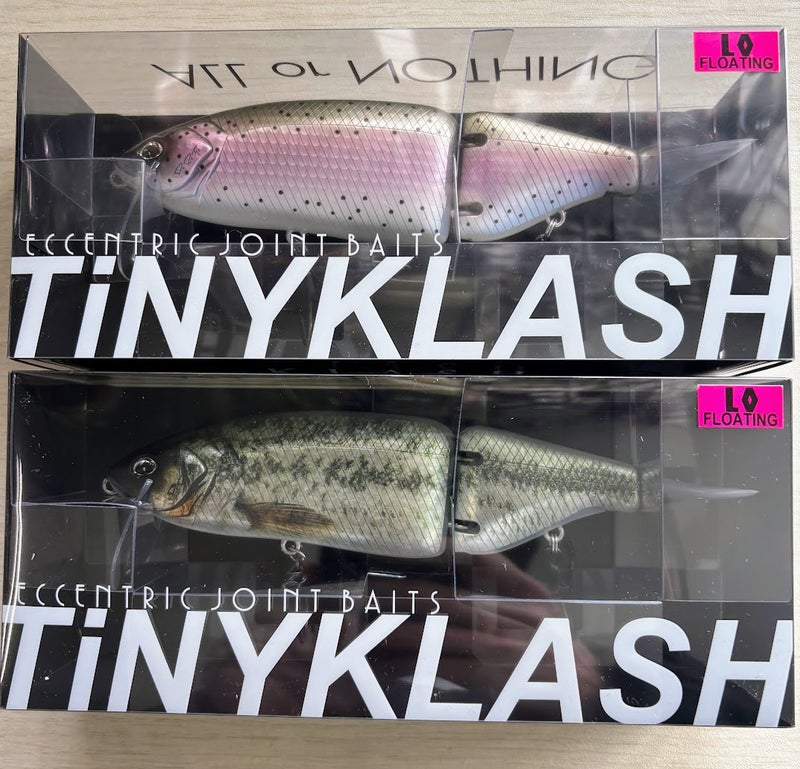 ALL or NOTHING
LO
FLOATING
ECCENTRIC JOINT BAITS
TiNYKLASH
LO
FLOATING
ECCENTRIC JOINT BAITS
TiNYKLASH